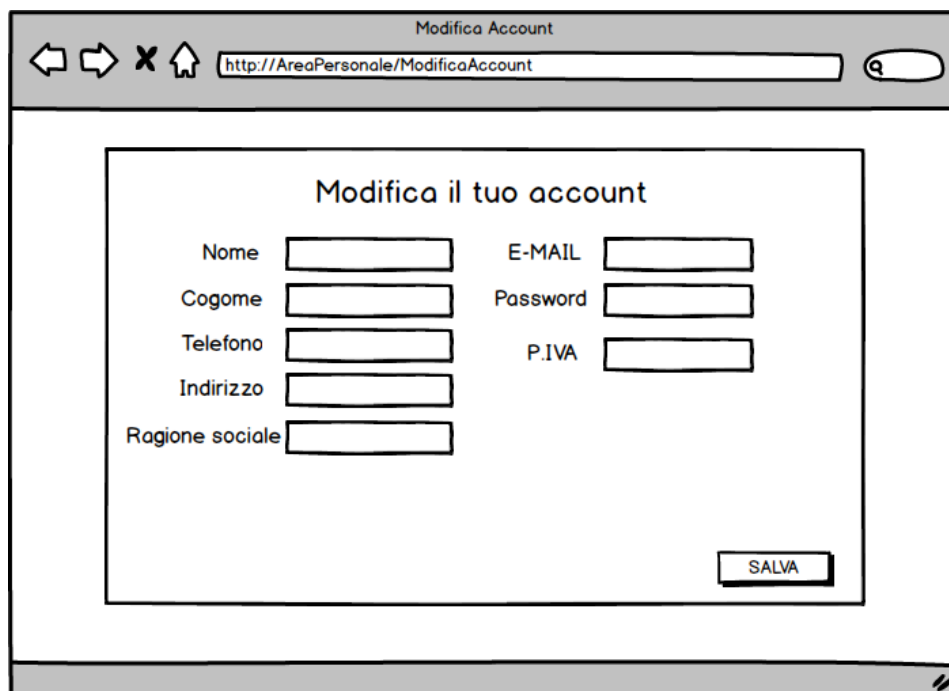 Modifica Account
http://AreaPersonale/ModificaAccount
Modifica il tuo account
Nome
E-MAIL
Cogome
Password
Telefono
P.IVA
Indirizzo
Ragione sociale
SALVA